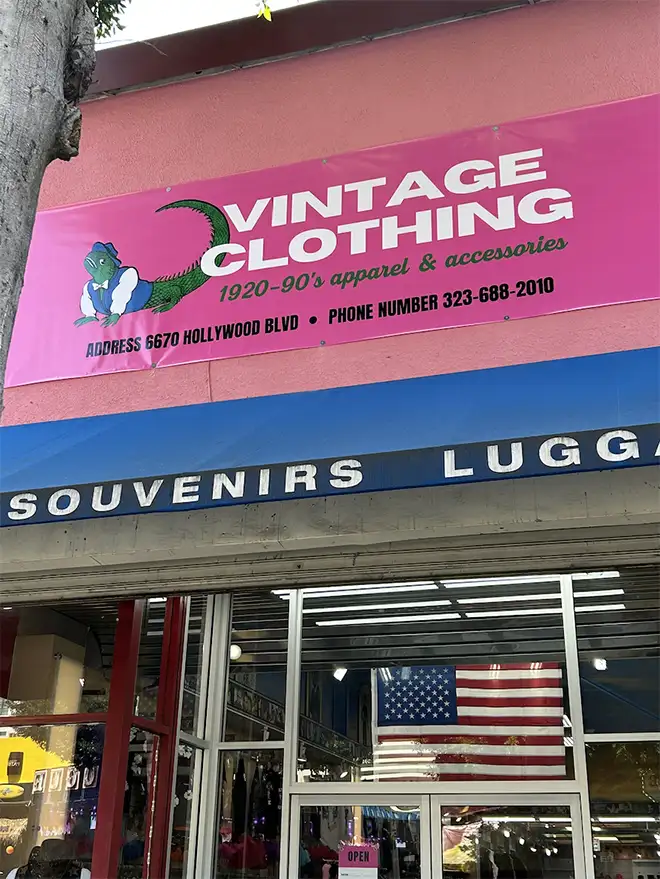 VINTAGE
CLOTHING
1920-90's apparel & accessories
ADDRESS 6670 HOLLYWOOD BLVD • PHONE NUMBER 323-688-2010
SOUVENIRS LUGGA
OPEN